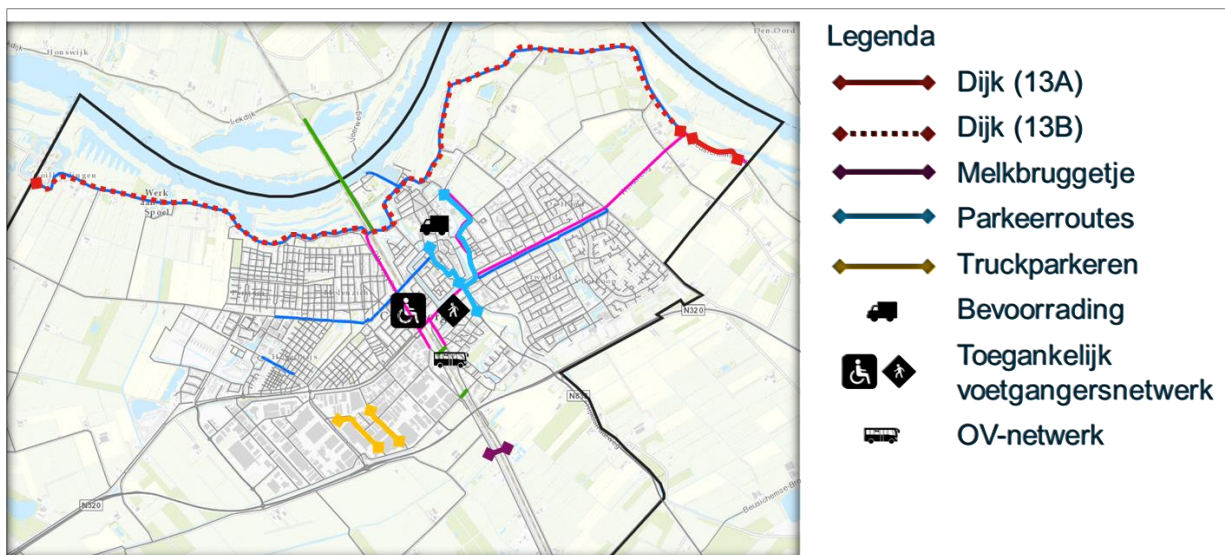 Legenda
Dijk (13A)
Dijk (13B)
Melkbruggetje
Parkeerroutes
Truckparkeren
Bevoorrading
Toegankelijk
voetgangersnetwerk
OV-netwerk
Honswijk
Lekdijk
Den Oord
Werk
aan
Spoel
N320
N320